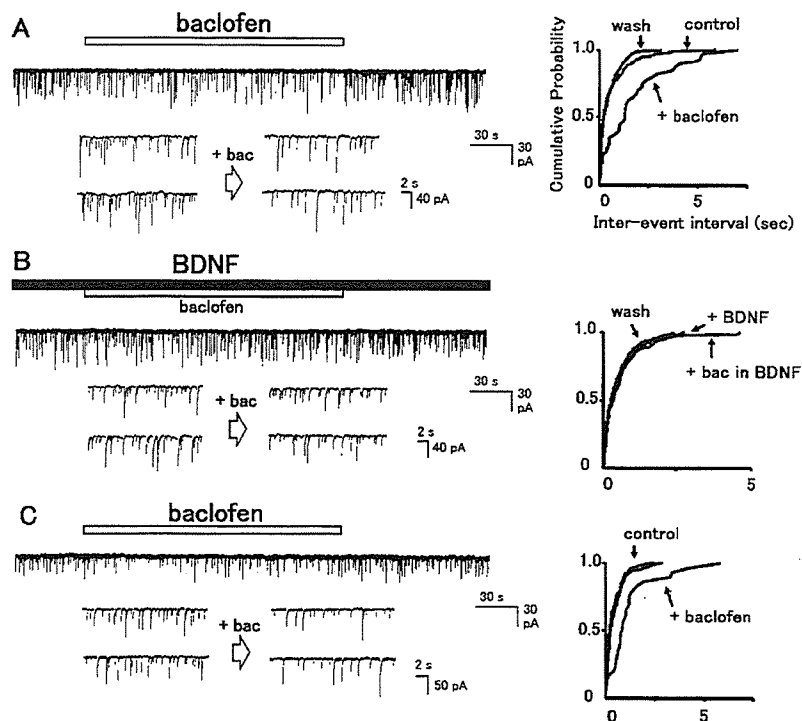 A
baclofen
+ bac
30 s
30
pA
2 s
40 pA
Cumulative Probability
1.0
0.5
0
0
5
wash
control
+ baclofen
Inter-event interval (sec)
B
BDNF
baclofen
+ bac
30 s
30
pA
2 s
40 pA
1.0
0.5
0
0
5
wash
+ BDNF
+ bac in BDNF
C
baclofen
+ bac
30 s
30
pA
2 s
50 pA
1.0
0.5
0
0
5
control
+ baclofen